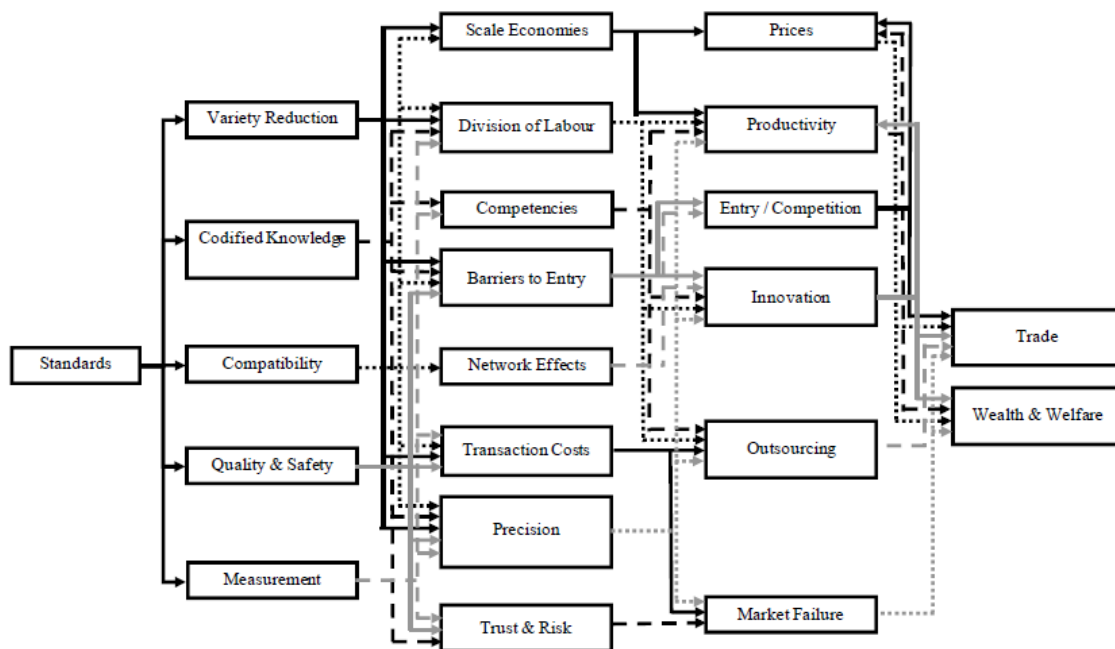 Standards
Variety Reduction
Codified Knowledge
Compatibility
Quality & Safety
Measurement
Scale Economies
Division of Labour
Competencies
Barriers to Entry
Network Effects
Transaction Costs
Precision
Trust & Risk
Prices
Productivity
Entry / Competition
Innovation
Outsourcing
Market Failure
Trade
Wealth & Welfare